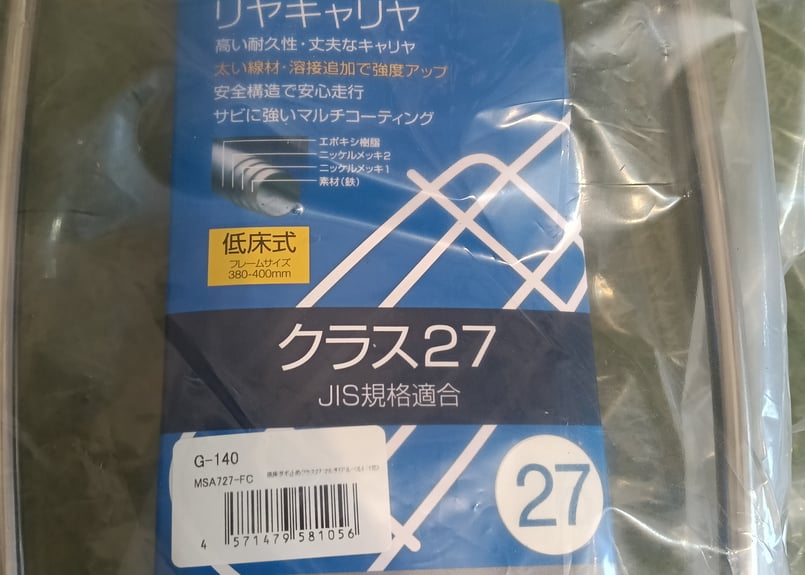 リヤキャリヤ
高い耐久性・丈夫なキャリヤ
太い線材・溶接追加で強度アップ
安全構造で安心走行
サビに強いマルチコーティング
エポキシ樹脂
ニッケルメッキ2
ニッケルメッキ1
素材(鉄)
低床式
フレームサイズ
380-400mm
クラス27
JIS規格適合
G-140
MSA727-FC
27
4 571479 581056